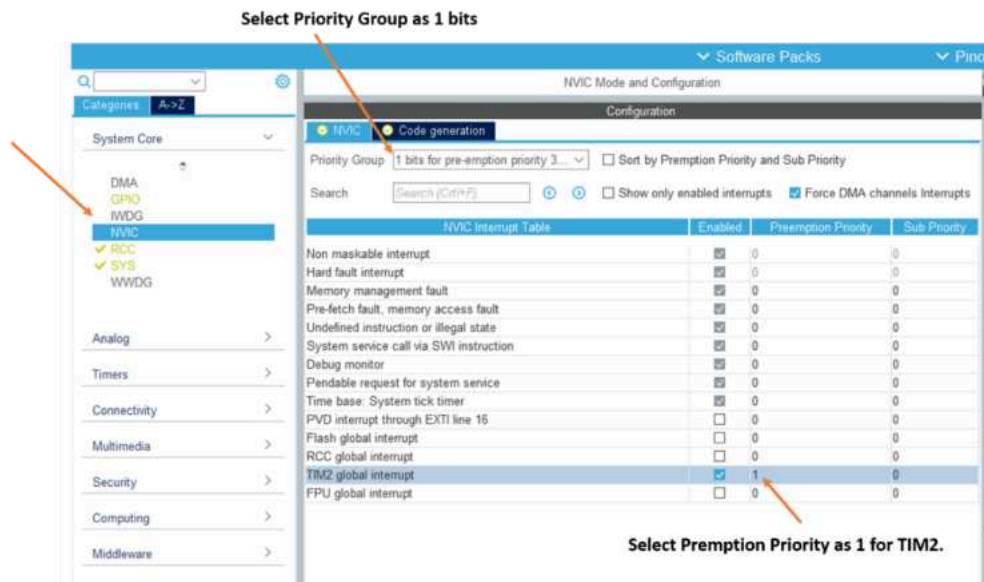 Select Priority Group as 1 bits
Software Packs
Pino
NVIC Mode and Configuration
Categories A->Z
Configuration
System Core
NVIC Code generation
Priority Group 1 bits for pre-emption priority 3... Sort by Premption Priority and Sub Priority
Search Search (Crtl+F) Show only enabled interrupts Force DMA channels Interrupts
DMA
GPIO
IWDG
NVIC
RCC
SYS
WWDG
Analog
Timers
Connectivity
Multimedia
Security
Computing
Middleware
NVIC Interrupt Table Enabled Preemption Priority Sub Priority
Non maskable interrupt 0 0
Hard fault interrupt 0 0
Memory management fault 0 0
Pre-fetch fault, memory access fault 0 0
Undefined instruction or illegal state 0 0
System service call via SWI instruction 0 0
Debug monitor 0 0
Pendable request for system service 0 0
Time base: System tick timer 0 0
PVD interrupt through EXTI line 16 0 0
Flash global interrupt 0 0
RCC global interrupt 0 0
TIM2 global interrupt 1 0
FPU global interrupt 0 0
Select Premption Priority as 1 for TIM2.